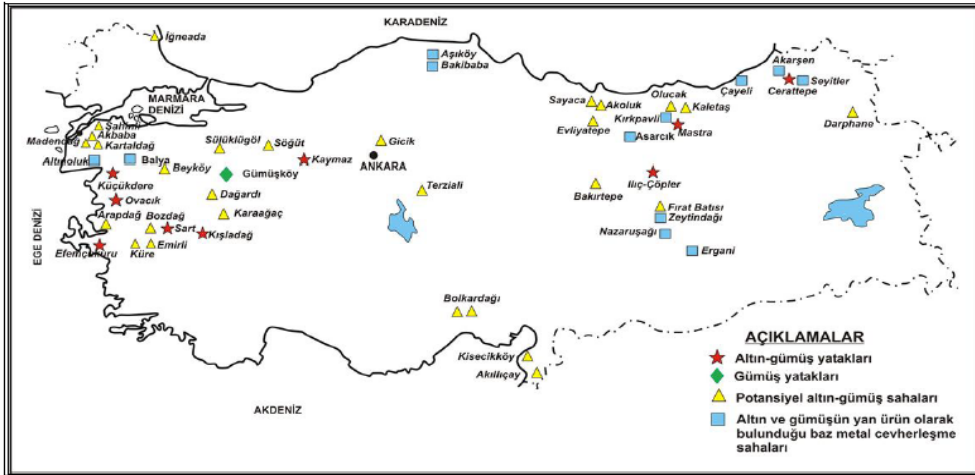 KARADENİZ
İğneada
Aşıköy
Bakibaba
Akarşen
Çayeli
Seyitler
Cerattepe
MARMARA
DENİZİ
Şahinli
Akbaba
Madendağ
Kartaldağ
Altınoluk
Balya
Beyköy
Sülüklügöl
Söğüt
Gümüşköy
Kaymaz
Gicik
ANKARA
Terziali
Sayaca
Akoluk
Evliyatepe
Olucak
Kaletaş
Kırkpavli
Mastra
Asarcık
Darphane
Küçükdere
Ovacık
Dağardı
Karaağaç
Arapdağ
Bozdağ
Sart
Kışladağ
Efemçukuru
Küre
Emirli
EGE DENİZİ
Iliç-Çöpler
Bakırtepe
Fırat Batısı
Zeytindağı
Nazaruşağı
Ergani
Bolkardağı
Kisecikköy
Akıllıçay
AKDENİZ
AÇIKLAMALAR
Altın-gümüş yatakları
Gümüş yatakları
Potansiyel altın-gümüş sahaları
Altın ve gümüşün yan ürün olarak
bulunduğu baz metal cevherleşme
sahaları